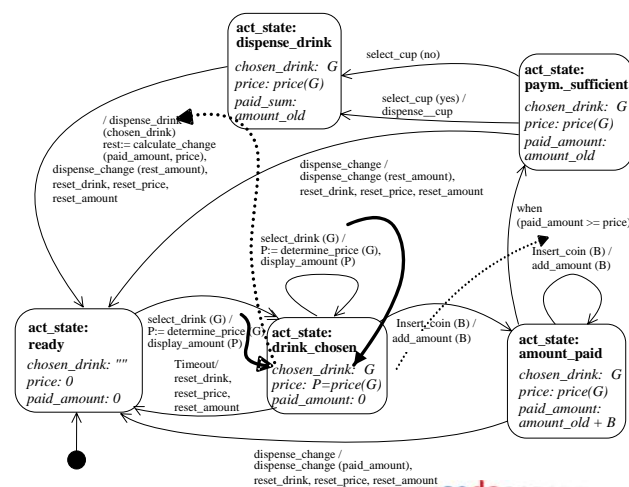 act_state:
dispense_drink
chosen_drink: G
price: price(G)
paid_sum:
amount_old
select_cup (no)
act_state:
paym._sufficient
chosen_drink: G
price: price(G)
paid_amount:
amount_old
select_cup (yes) /
dispense__cup
/ dispense_drink
(chosen_drink)
rest:= calculate_change
(paid_amount, price),
dispense_change (rest_amount),
reset_drink, reset_price,
reset_amount
dispense_change /
dispense_change (rest_amount),
reset_drink, reset_price, reset_amount
when
(paid_amount >= price)
select_drink (G) /
P:= determine_price (G),
display_amount (P)
Insert_coin (B) /
add_amount (B)
act_state:
ready
chosen_drink: ""
price: 0
paid_amount: 0
select_drink (G) /
P:= determine_price (G)
display_amount (P)
act_state:
drink_chosen
chosen_drink: G
price: P=price(G)
paid_amount: 0
Insert_coin (B) /
add_amount (B)
act_state:
amount_paid
chosen_drink: G
price: price(G)
paid_amount:
amount_old + B
Timeout/
reset_drink,
reset_price,
reset_amount
dispense_change /
dispense_change (paid_amount),
reset_drink, reset_price, reset_amount